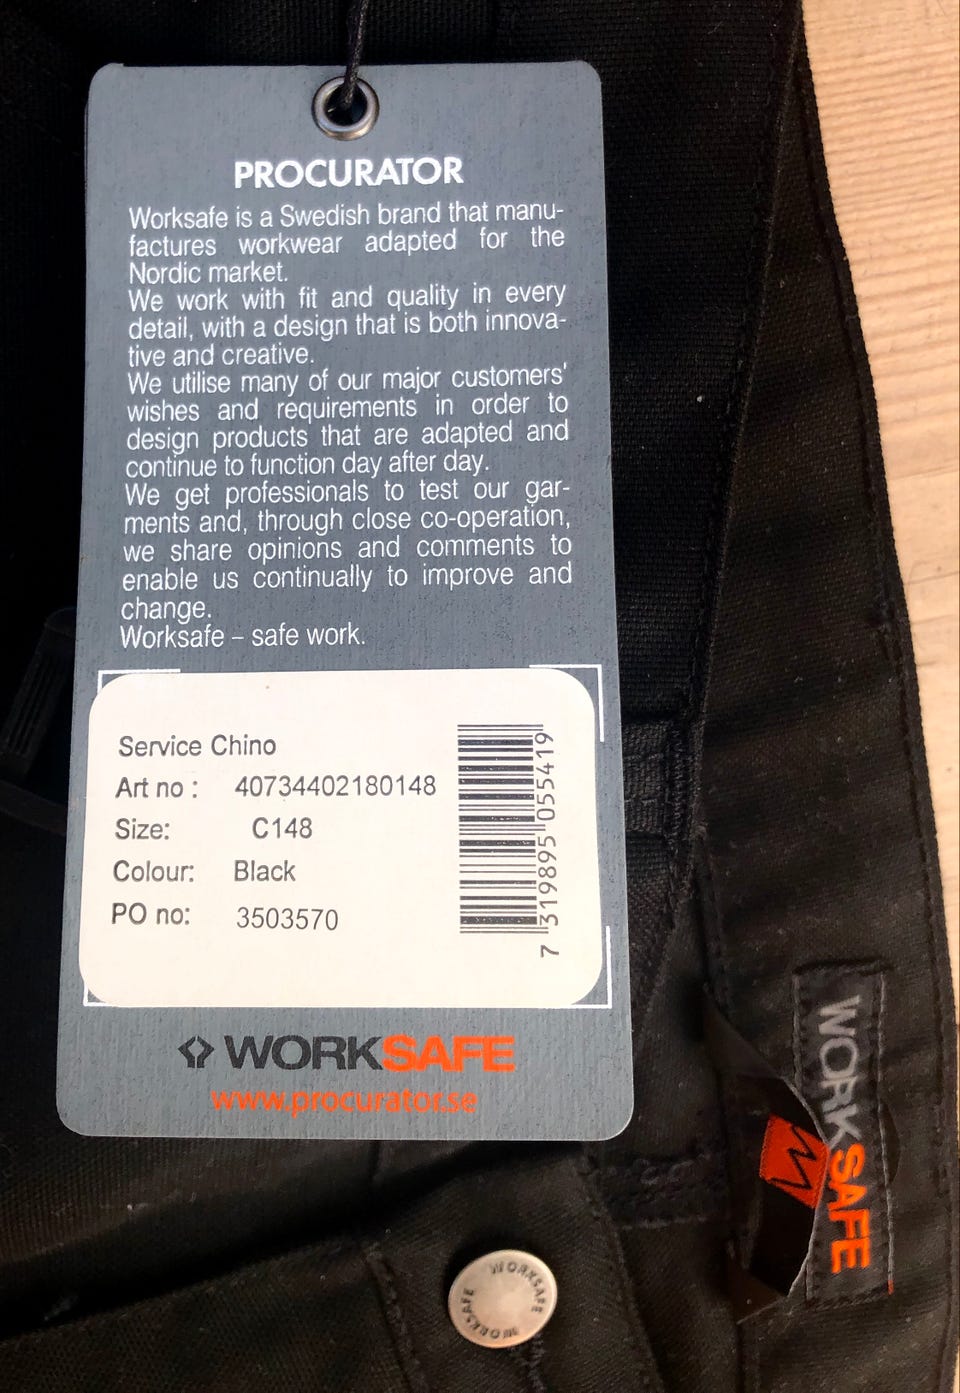 PROCURATOR
Worksafe is a Swedish brand that manu-
factures workwear adapted for the
Nordic market.
We work with fit and quality in every
detail, with a design that is both innova-
tive and creative.
We utilise many of our major customers'
wishes and requirements in order to
design products that are adapted and
continue to function day after day.
We get professionals to test our gar-
ments and, through close co-operation,
we share opinions and comments to
enable us continually to improve and
change.
Worksafe – safe work.
Service Chino
Art no : 40734402180148
Size: C148
Colour: Black
PO no: 3503570
7 319895 055419
WORKSAFE
www.procurator.se
WORKSAFE
WORKSAFE WORKSAFE